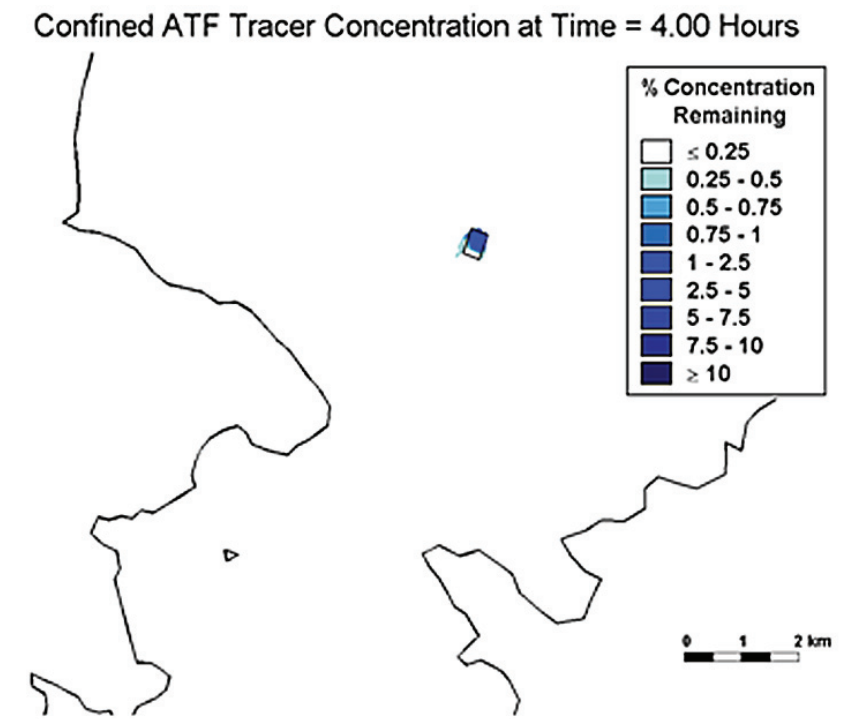 Confined ATF Tracer Concentration at Time = 4.00 Hours
% Concentration
Remaining
≤ 0.25
0.25 - 0.5
0.5 - 0.75
0.75 - 1
1 - 2.5
2.5 - 5
5 - 7.5
7.5 - 10
≥ 10
0 1 2 km